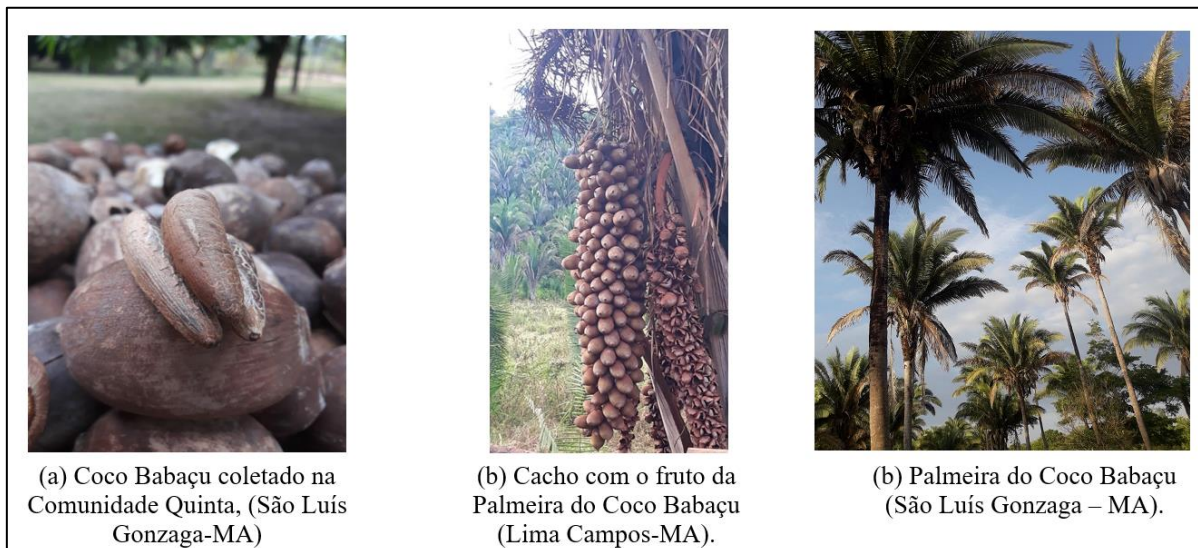 (a) Coco Babaçu coletado na
Comunidade Quinta, (São Luís
Gonzaga-MA)
(b) Cacho com o fruto da
Palmeira do Coco Babaçu
(Lima Campos-MA).
(b) Palmeira do Coco Babaçu
(São Luís Gonzaga – MA).